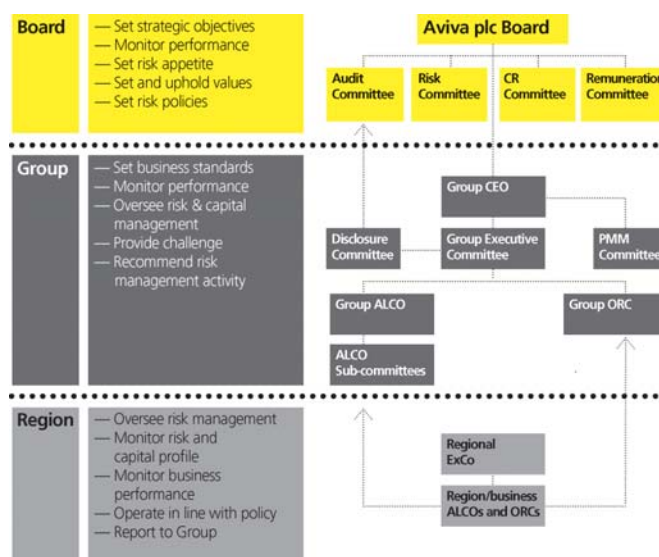 Board
— Set strategic objectives
— Monitor performance
— Set risk appetite
— Set and uphold values
— Set risk policies
Aviva plc Board
Audit
Committee
Risk
Committee
CR
Committee
Remuneration
Committee
Group
— Set business standards
— Monitor performance
— Oversee risk & capital
management
— Provide challenge
— Recommend risk
management activity
Group CEO
Disclosure
Committee
Group Executive
Committee
PMM
Committee
Group ALCO
Group ORC
ALCO
Sub-committees
Region
— Oversee risk management
— Monitor risk and
capital profile
— Monitor business
performance
— Operate in line with policy
— Report to Group
Regional
ExCo
Region/business
ALCOs and ORCs